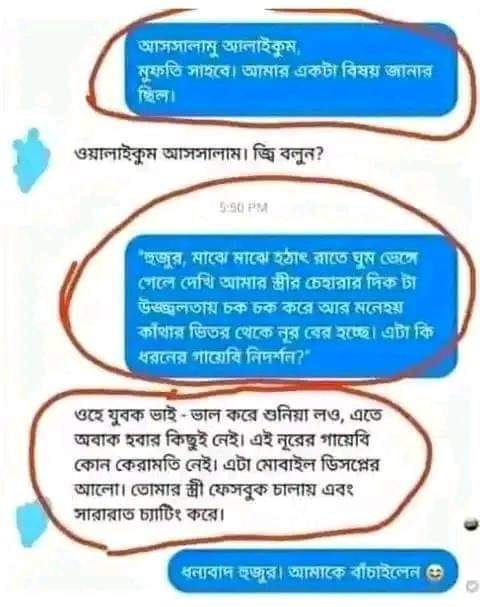 আসসালামু আলাইকুম,
মুফতি সাহবে। আমার একটা বিষয় জানার
ছিল।
ওয়ালাইকুম আসসালাম। জ্বি বলুন?
5:50 PM
"হুজুর, মাঝে মাঝে হঠাৎ রাতে ঘুম ভেঙ্গে
গেলে দেখি আমার স্ত্রীর চেহারার দিক টা
উজ্জ্বলতায় চক চক করে আর মনেহয়
কাঁথার ভিতর থেকে নূর বের হচ্ছে। এটা কি
ধরনের গায়েবি নিদর্শন?"
ওহে যুবক ভাই - ভাল করে শুনিয়া লও, এতে
অবাক হবার কিছুই নেই। এই নূরের গায়েবি
কোন কেরামতি নেই। এটা মোবাইল ডিসপ্লের
আলো। তোমার স্ত্রী ফেসবুক চালায় এবং
সারারাত চ্যাটিং করে।
ধন্যবাদ হুজুর। আমাকে বাঁচাইলেন 😅